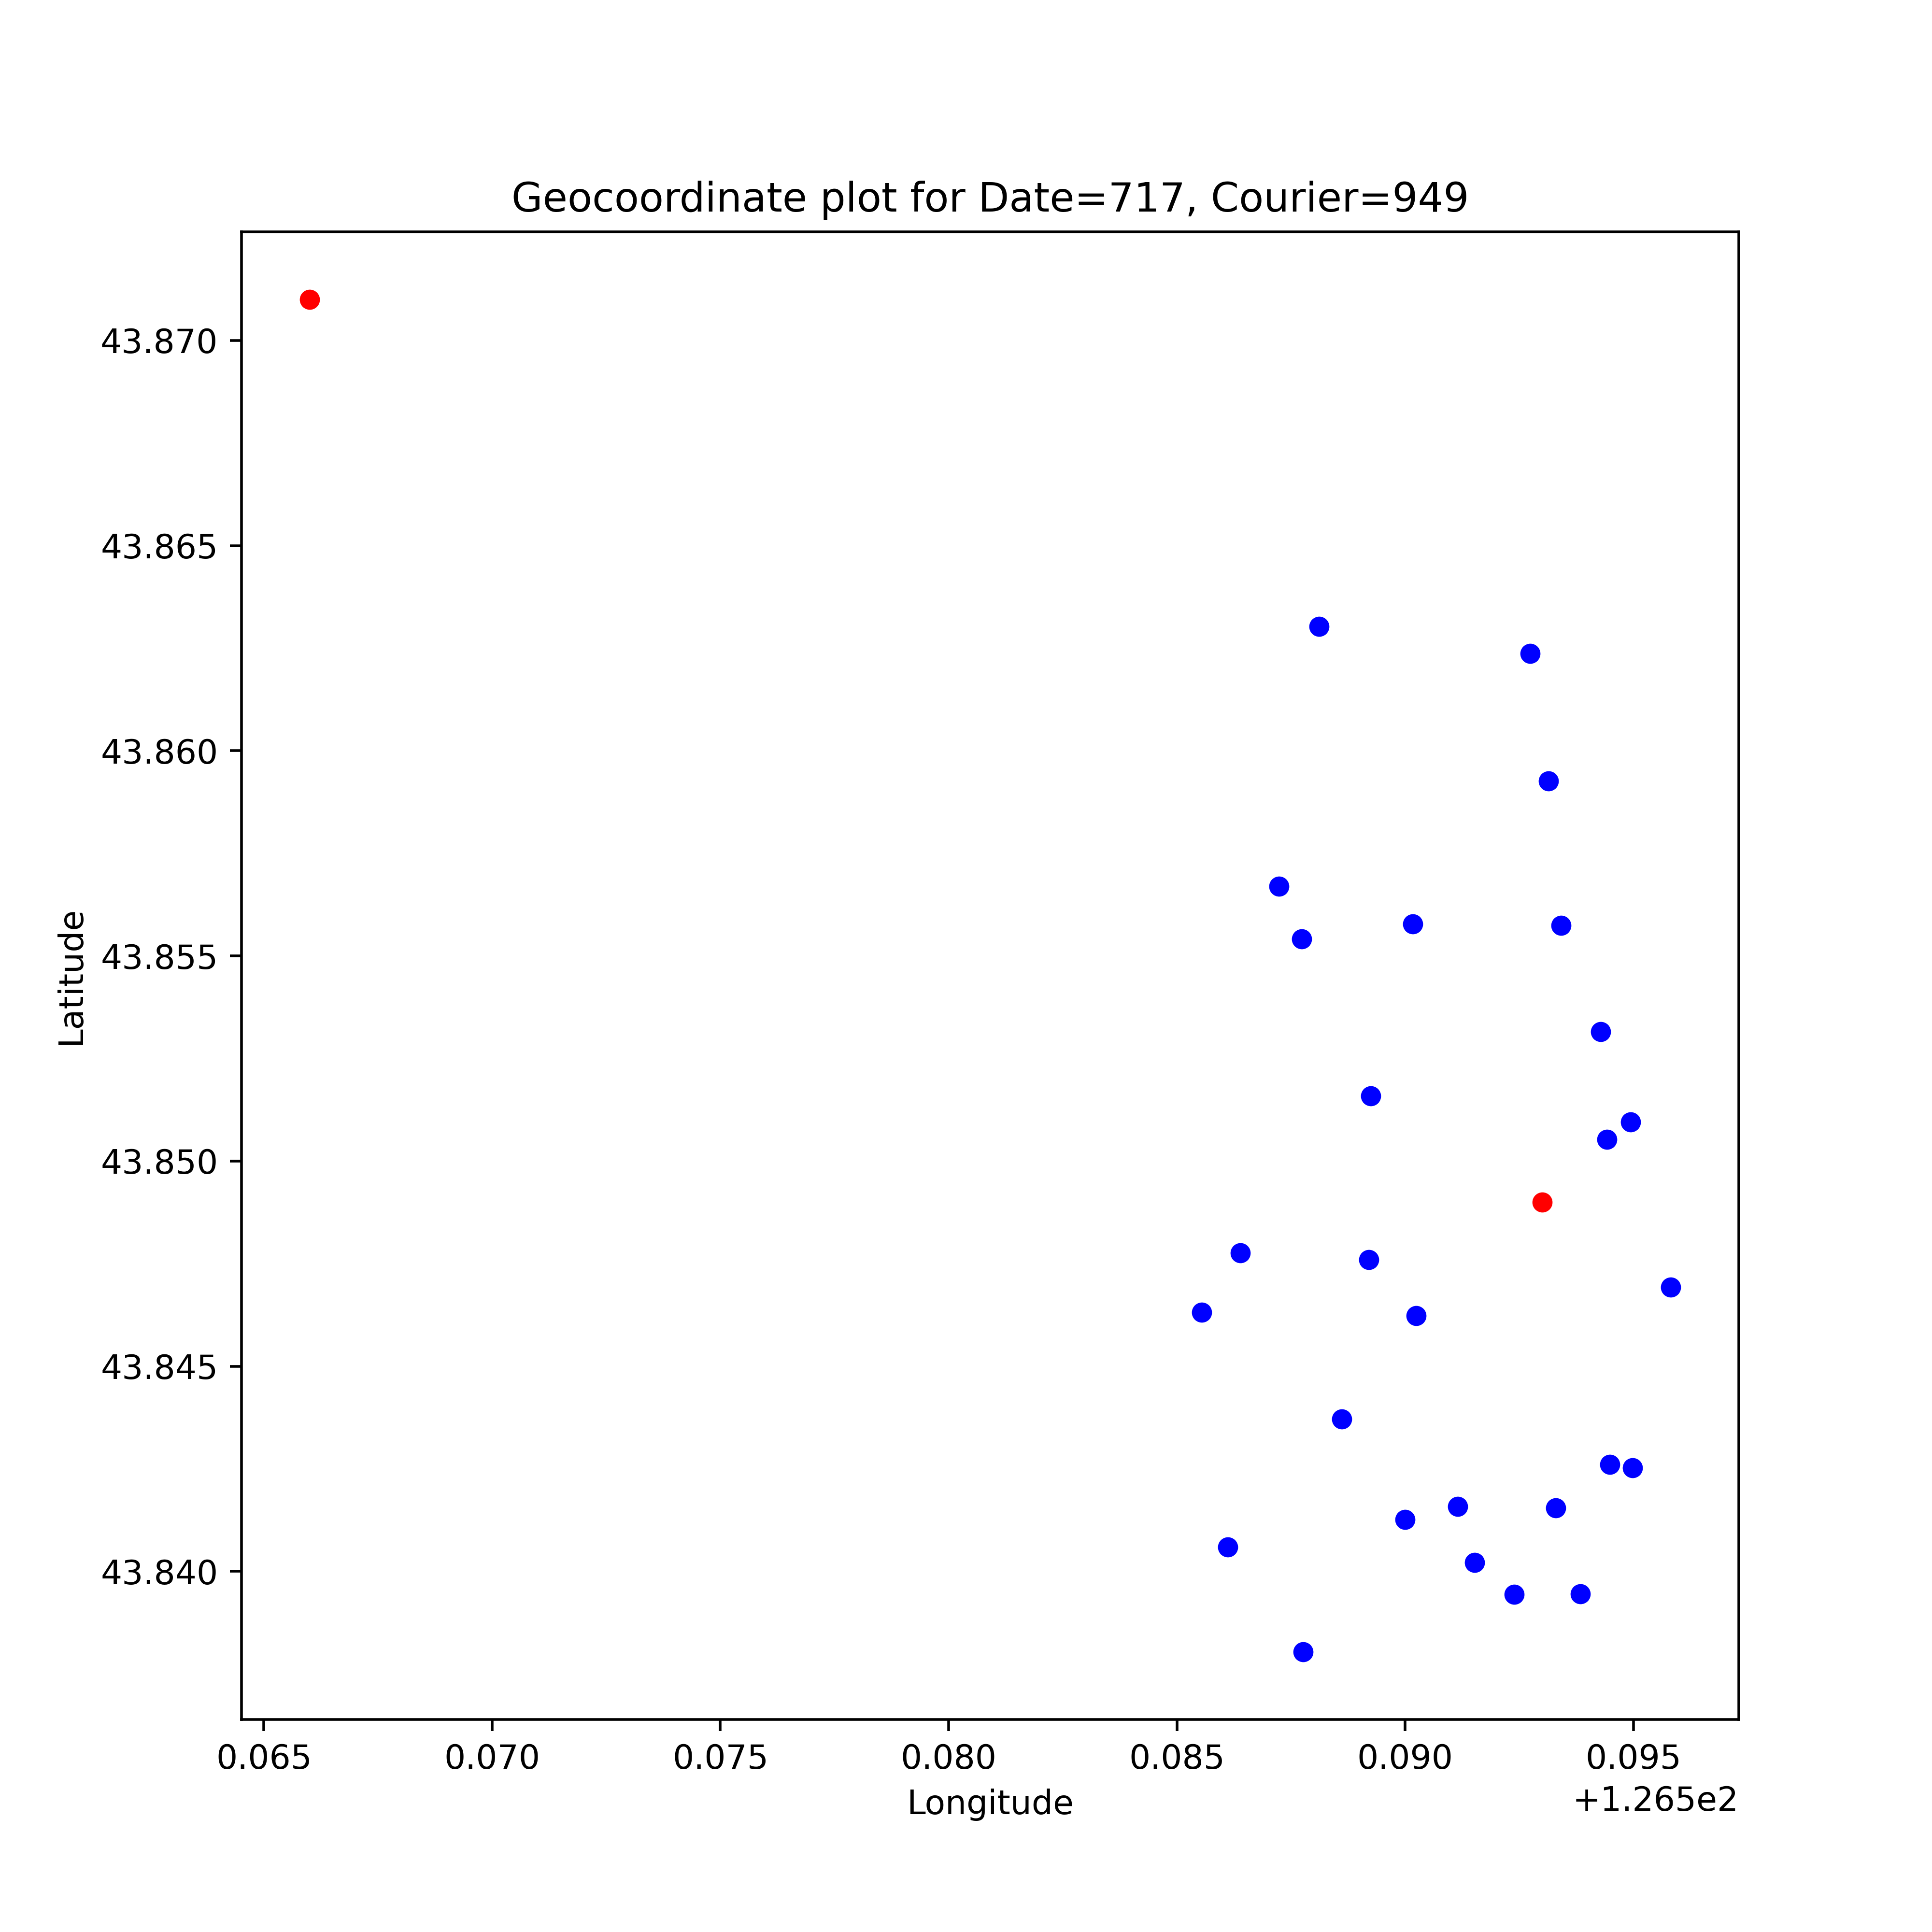 Geocoordinate plot for Date=717, Courier=949
43.870
43.865
43.860
43.855
43.850
43.845
43.840
Latitude
0.065 0.070 0.075 0.080 0.085 0.090 0.095
+1.265e2
Longitude